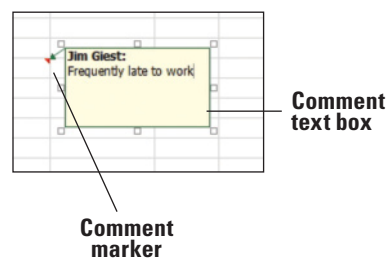 Jim Giest:
Frequently late to work
Comment
text box
Comment
marker